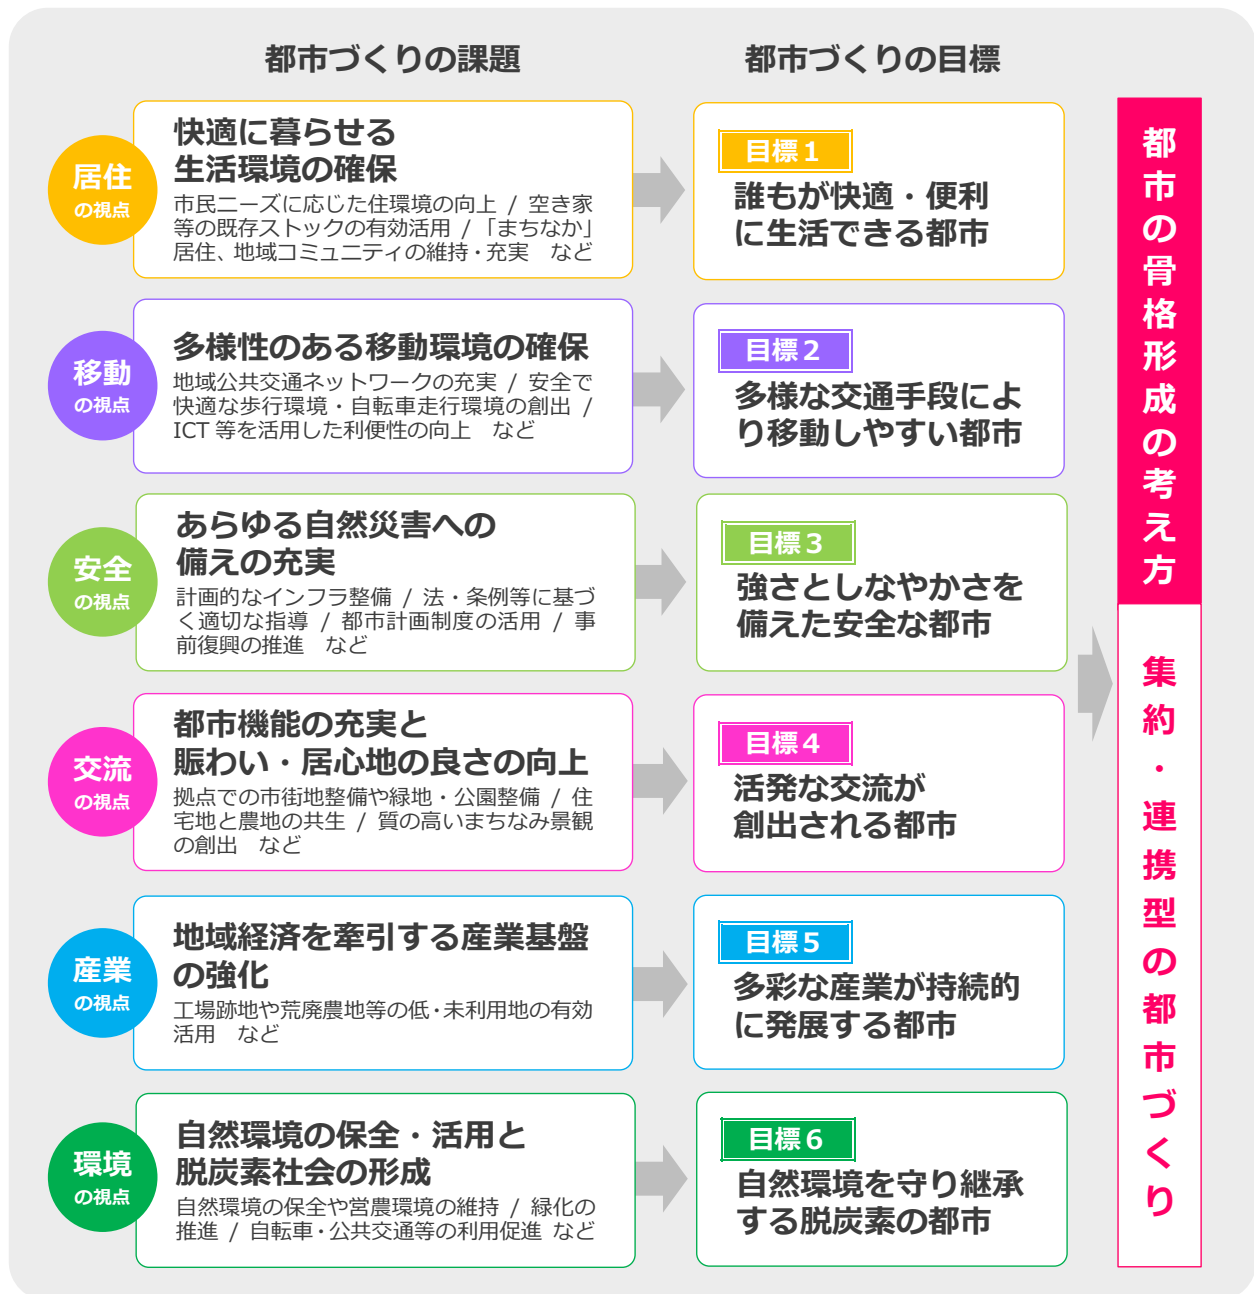 都市づくりの課題
都市づくりの目標
居住
の視点
快適に暮らせる
生活環境の確保
市民ニーズに応じた住環境の向上 / 空き家
等の既存ストックの有効活用 / 「まちなか」
居住、地域コミュニティの維持・充実　など
目標1
誰もが快適・便利
に生活できる都市
移動
の視点
多様性のある移動環境の確保
地域公共交通ネットワークの充実 / 安全で
快適な歩行環境・自転車走行環境の創出 /
ICT 等を活用した利便性の向上　など
目標2
多様な交通手段によ
り移動しやすい都市
安全
の視点
あらゆる自然災害への
備えの充実
計画的なインフラ整備 / 法・条例等に基づ
く適切な指導 / 都市計画制度の活用 / 事
前復興の推進　など
目標3
強さとしなやかさを
備えた安全な都市
交流
の視点
都市機能の充実と
賑わい・居心地の良さの向上
拠点での市街地整備や緑地・公園整備 / 住
宅地と農地の共生 / 質の高いまちなみ景観
の創出　など
目標4
活発な交流が
創出される都市
産業
の視点
地域経済を牽引する産業基盤
の強化
工場跡地や荒廃農地等の低・未利用地の有効
活用　など
目標5
多彩な産業が持続的
に発展する都市
環境
の視点
自然環境の保全・活用と
脱炭素社会の形成
自然環境の保全や営農環境の維持 / 緑化の
推進 / 自転車・公共交通等の利用促進 など
目標6
自然環境を守り継承
する脱炭素の都市
都市の骨格形成の考え方
集約・連携型の都市づくり